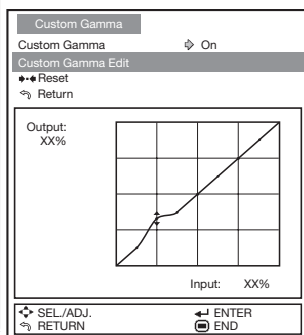 Custom Gamma
Custom Gamma On
Custom Gamma Edit
Reset
Return
Output:
XX%
Input: XX%
SEL./ADJ. ENTER
RETURN END